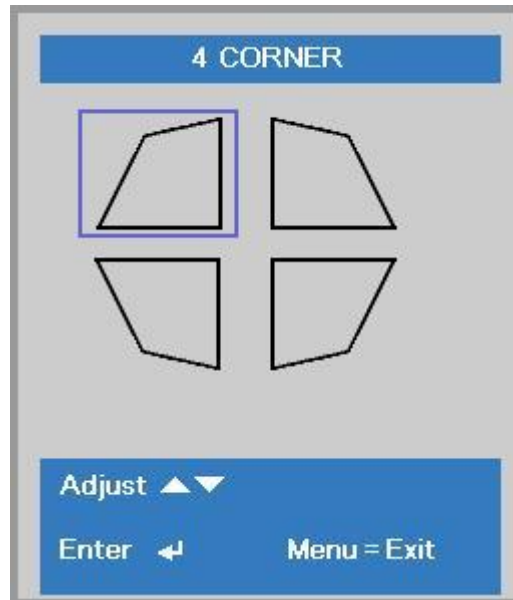 4 CORNER
Adjust ▲▼
Enter ↵ Menu = Exit